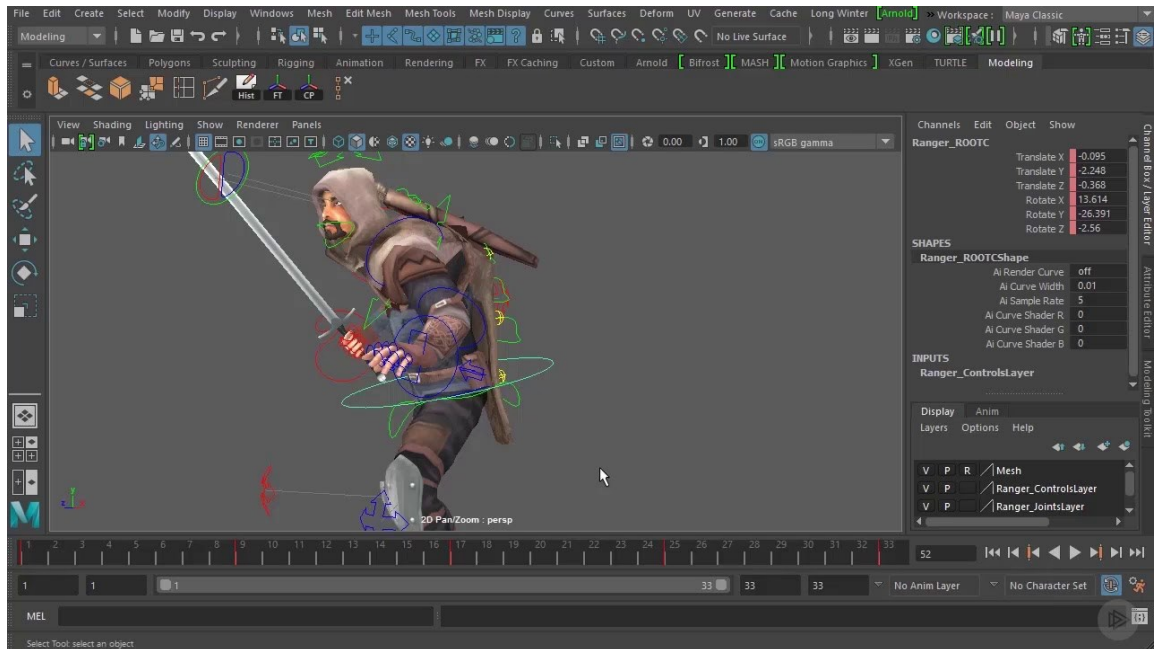 File Edit Create Select Modify Display Windows Mesh Edit Mesh Mesh Tools Mesh Display Curves Surfaces Deform UV Generate Cache Long Winter [Arnold] >> Workspace : Maya Classic
Modeling No Live Surface
Curves / Surfaces Polygons Sculpting Rigging Animation Rendering FX FX Caching Custom Arnold [ Bifrost ][ MASH ][ Motion Graphics ] XGen TURTLE Modeling
Hist FT CP
View Shading Lighting Show Renderer Panels
0.00 1.00 sRGB gamma
2D Pan/Zoom : persp
Channels Edit Object Show
Ranger_ROOTC
Translate X -0.095
Translate Y -2.248
Translate Z -0.368
Rotate X 13.614
Rotate Y -26.391
Rotate Z -2.56
SHAPES
Ranger_ROOTCShape
Ai Render Curve off
Ai Curve Width 0.01
Ai Sample Rate 5
Ai Curve Shader R 0
Ai Curve Shader G 0
Ai Curve Shader B 0
INPUTS
Ranger_ControlsLayer
Display Anim
Layers Options Help
V P R Mesh
V P Ranger_ControlsLayer
V P Ranger_JointsLayer
Channel Box / Layer Editor
Attribute Editor
Modeling Toolkit
1 2 3 4 5 6 7 8 9 10 11 12 13 14 15 16 17 18 19 20 21 22 23 24 25 26 27 28 29 30 31 32 33
52
1 1 1 33 33 33 No Anim Layer No Character Set
MEL
Select Tool: select an object